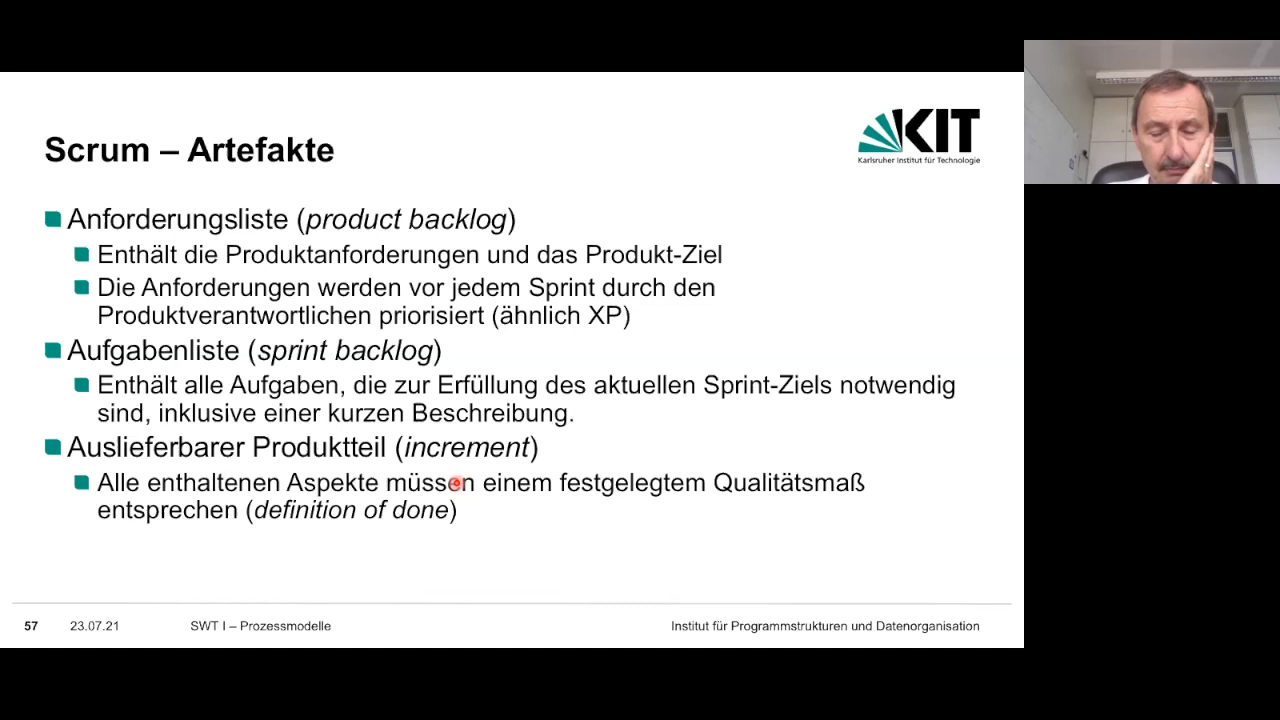 KIT
Karlsruher Institut für Technologie
Scrum – Artefakte
Anforderungsliste (product backlog)
Enthält die Produktanforderungen und das Produkt-Ziel
Die Anforderungen werden vor jedem Sprint durch den
Produktverantwortlichen priorisiert (ähnlich XP)
Aufgabenliste (sprint backlog)
Enthält alle Aufgaben, die zur Erfüllung des aktuellen Sprint-Ziels notwendig
sind, inklusive einer kurzen Beschreibung.
Auslieferbarer Produktteil (increment)
Alle enthaltenen Aspekte müssen einem festgelegtem Qualitätsmaß
entsprechen (definition of done)
57 23.07.21 SWT I – Prozessmodelle Institut für Programmstrukturen und Datenorganisation